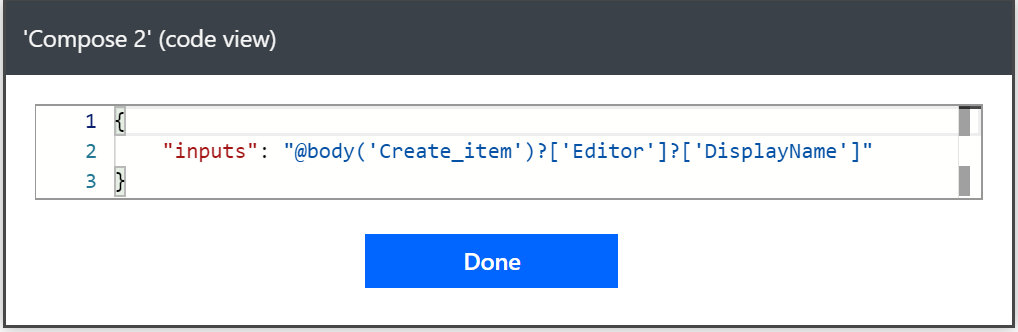 'Compose 2' (code view)
1 {
2 "inputs": "@body('Create_item')?['Editor']?['DisplayName']"
3 }
Done